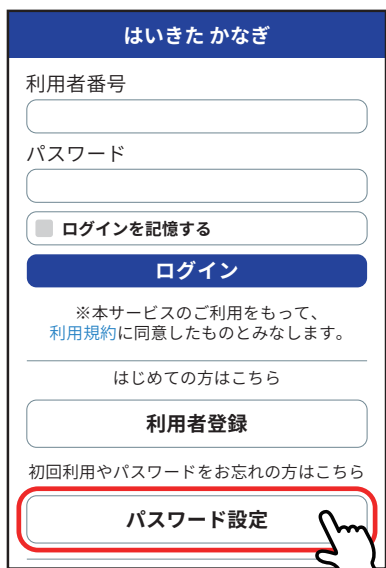 はいきた かなぎ
利用者番号
パスワード
ログインを記憶する
ログイン
※本サービスのご利用をもって、
利用規約に同意したものとみなします。
はじめての方はこちら
利用者登録
初回利用やパスワードをお忘れの方はこちら
パスワード設定